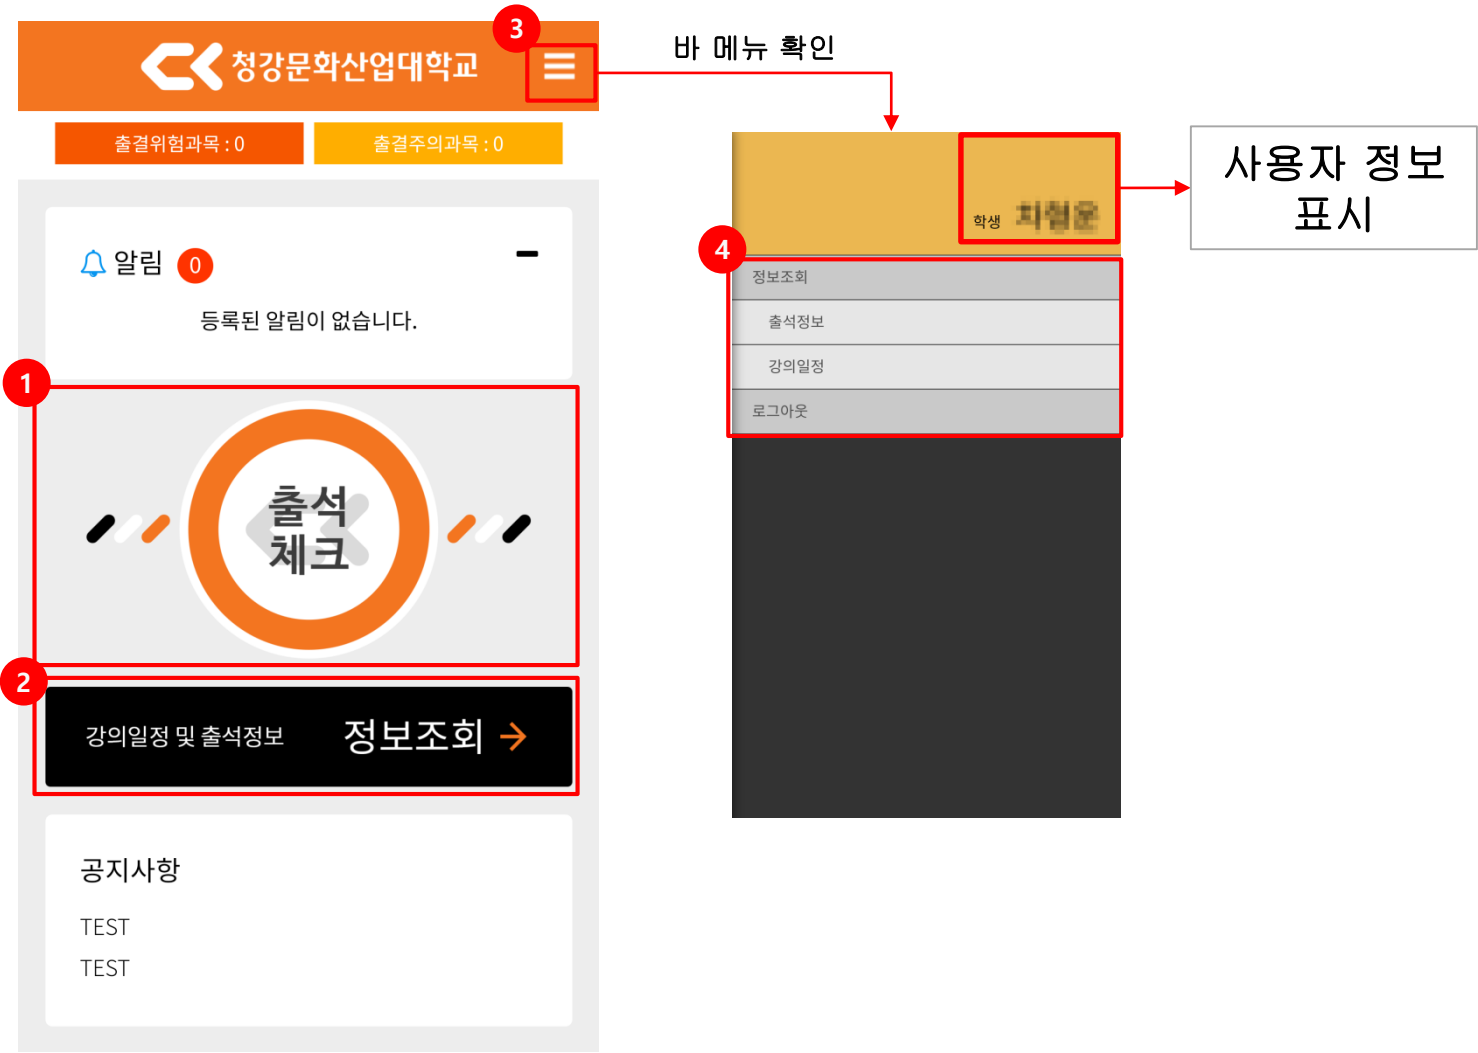 3
청강문화산업대학교
바 메뉴 확인
출결위험과목 : 0
출결주의과목 : 0
알림 0
등록된 알림이 없습니다.
1
출석
체크
2
강의일정 및 출석정보 정보조회
공지사항
TEST
TEST
학생
사용자 정보
표시
4
정보조회
출석정보
강의일정
로그아웃